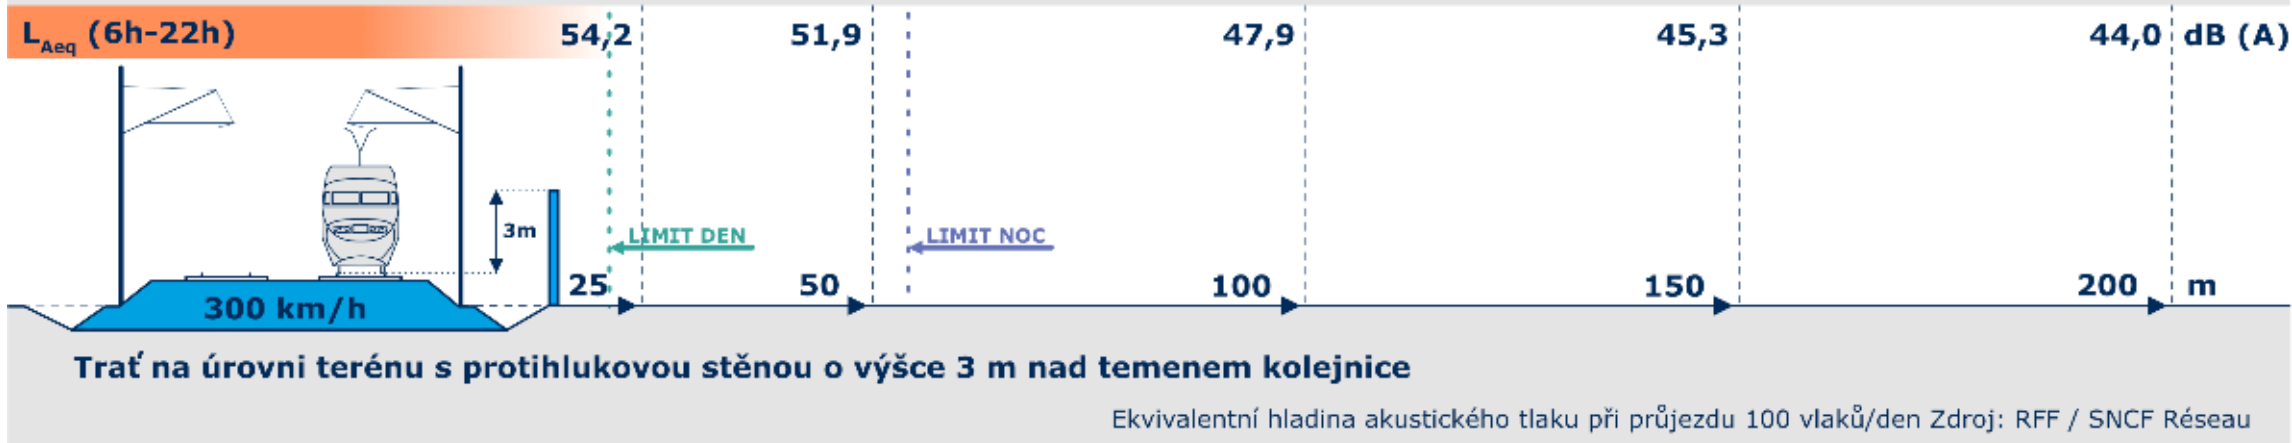 LAeq (6h-22h) 54,2 51,9 47,9 45,3 44,0 dB (A)
3m
LIMIT DEN LIMIT NOC
25 50 100 150 200 m
300 km/h
Trať na úrovni terénu s protihlukovou stěnou o výšce 3 m nad temenem kolejnice
Ekvivalentní hladina akustického tlaku při průjezdu 100 vlaků/den Zdroj: RFF / SNCF Réseau